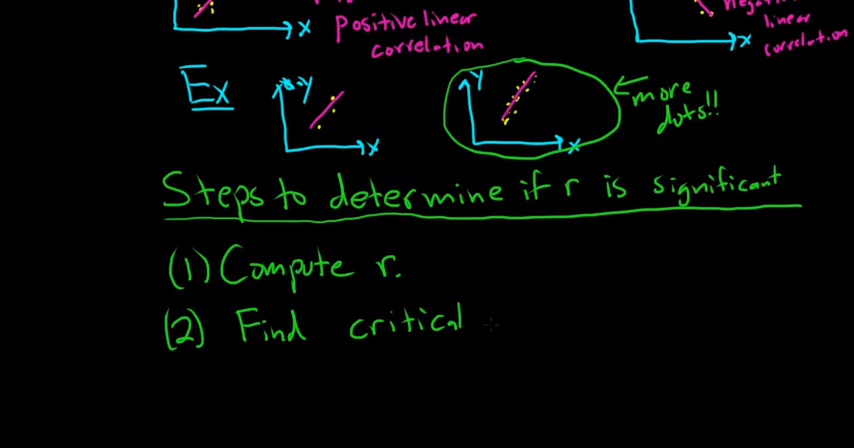 positive linear
correlation
X
linear
correlation
X
Ex
Y
X
Y
X
more
dots!!
Steps to determine if r is significant
(1) Compute r.
(2) Find critical